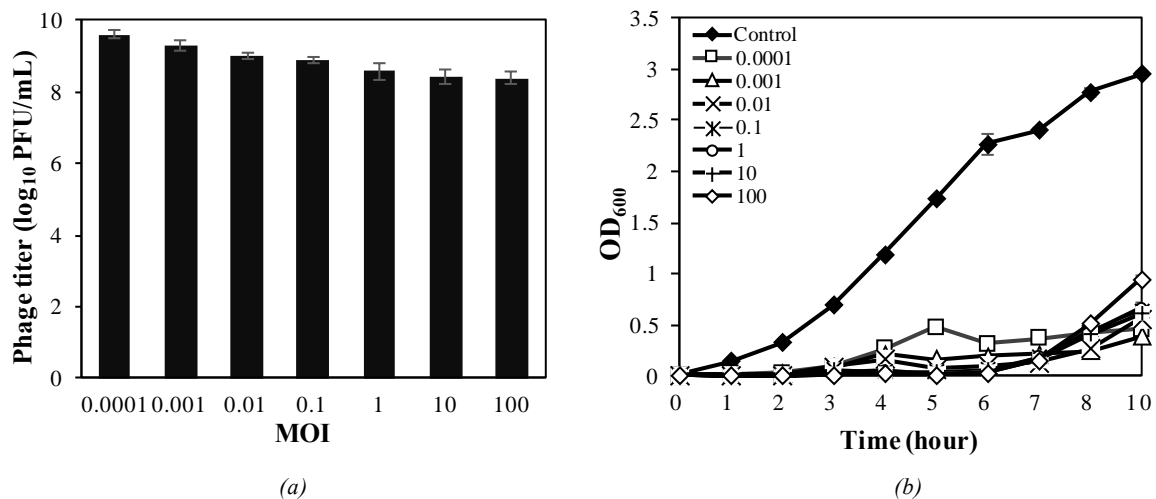 10
8
6
4
2
0
Phage titer (log10 PFU/mL)
0.0001 0.001 0.01 0.1 1 10 100
MOI
(a)
Control
0.0001
0.001
0.01
0.1
1
10
100
3.5
3
2.5
2
1.5
1
0.5
0
OD600
0 1 2 3 4 5 6 7 8 10
Time (hour)
(b)